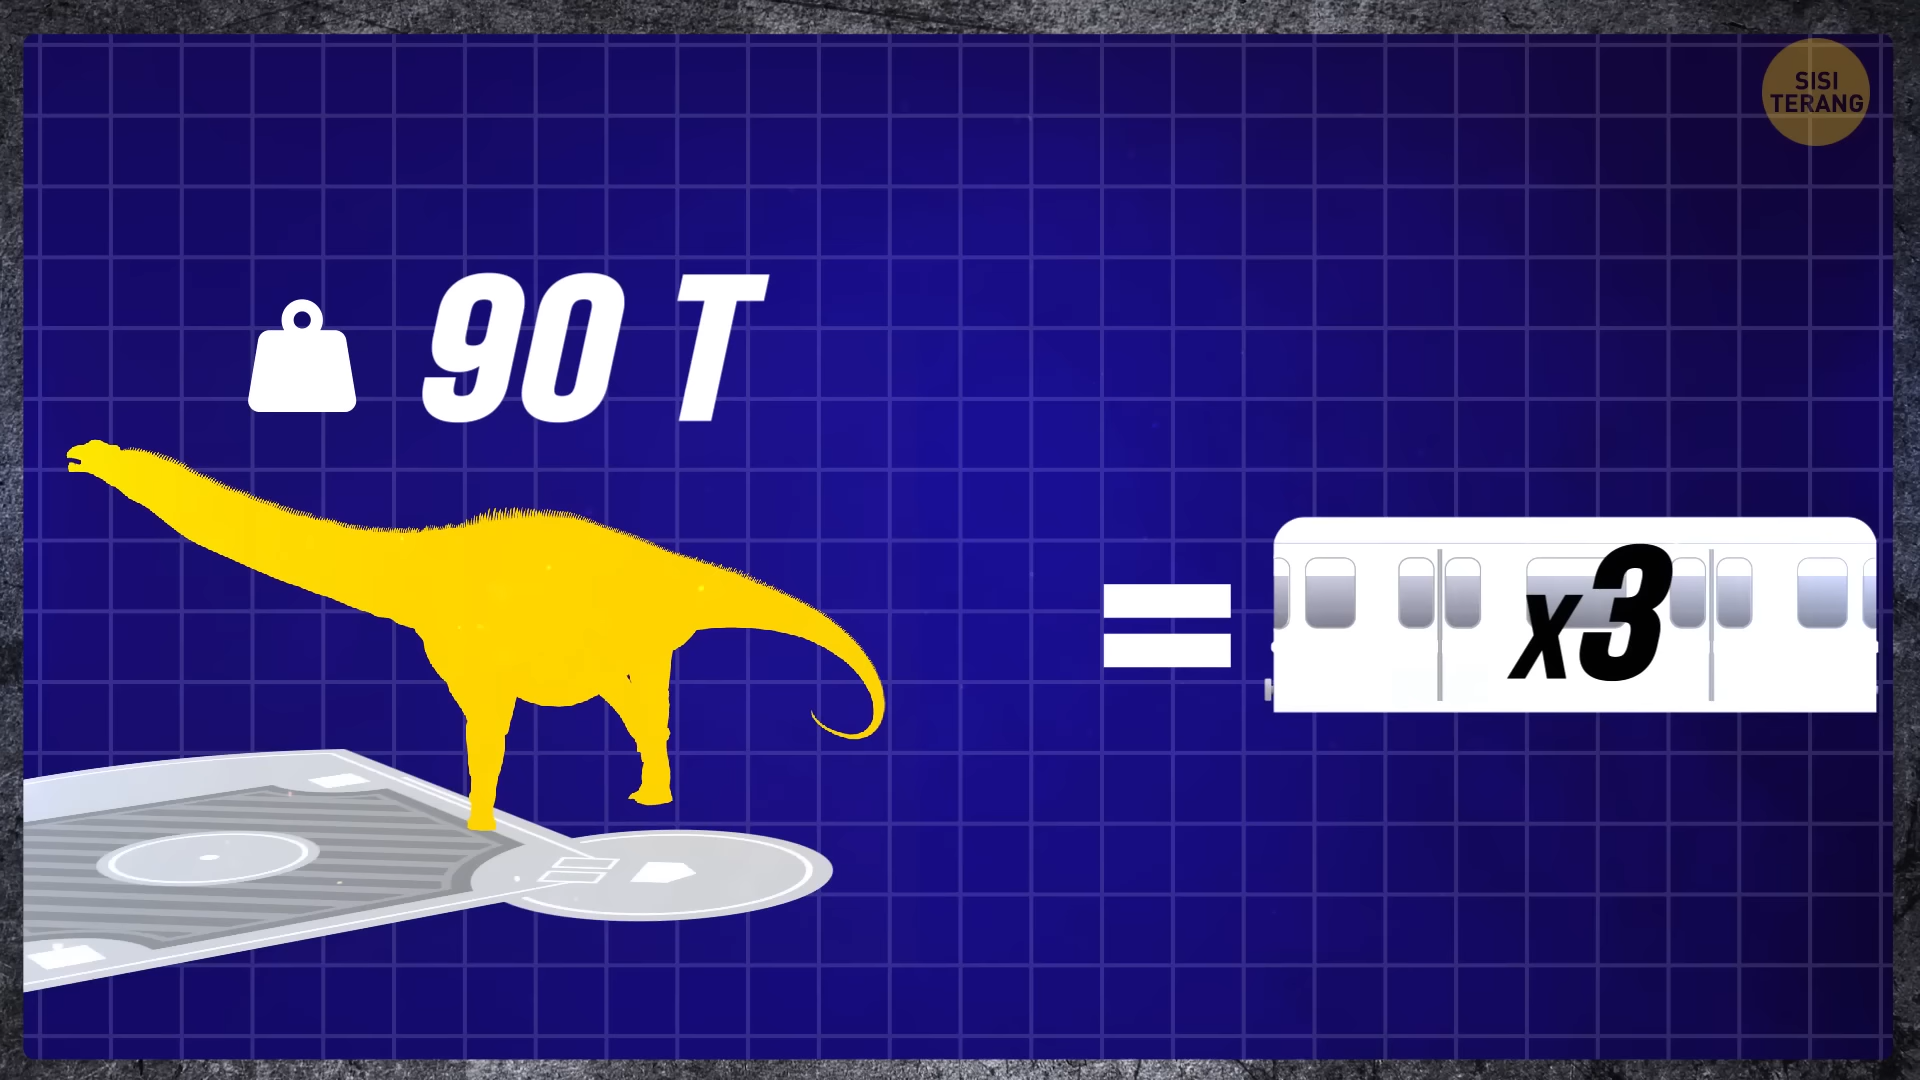 SISI
TERANG
90 T
=
x3